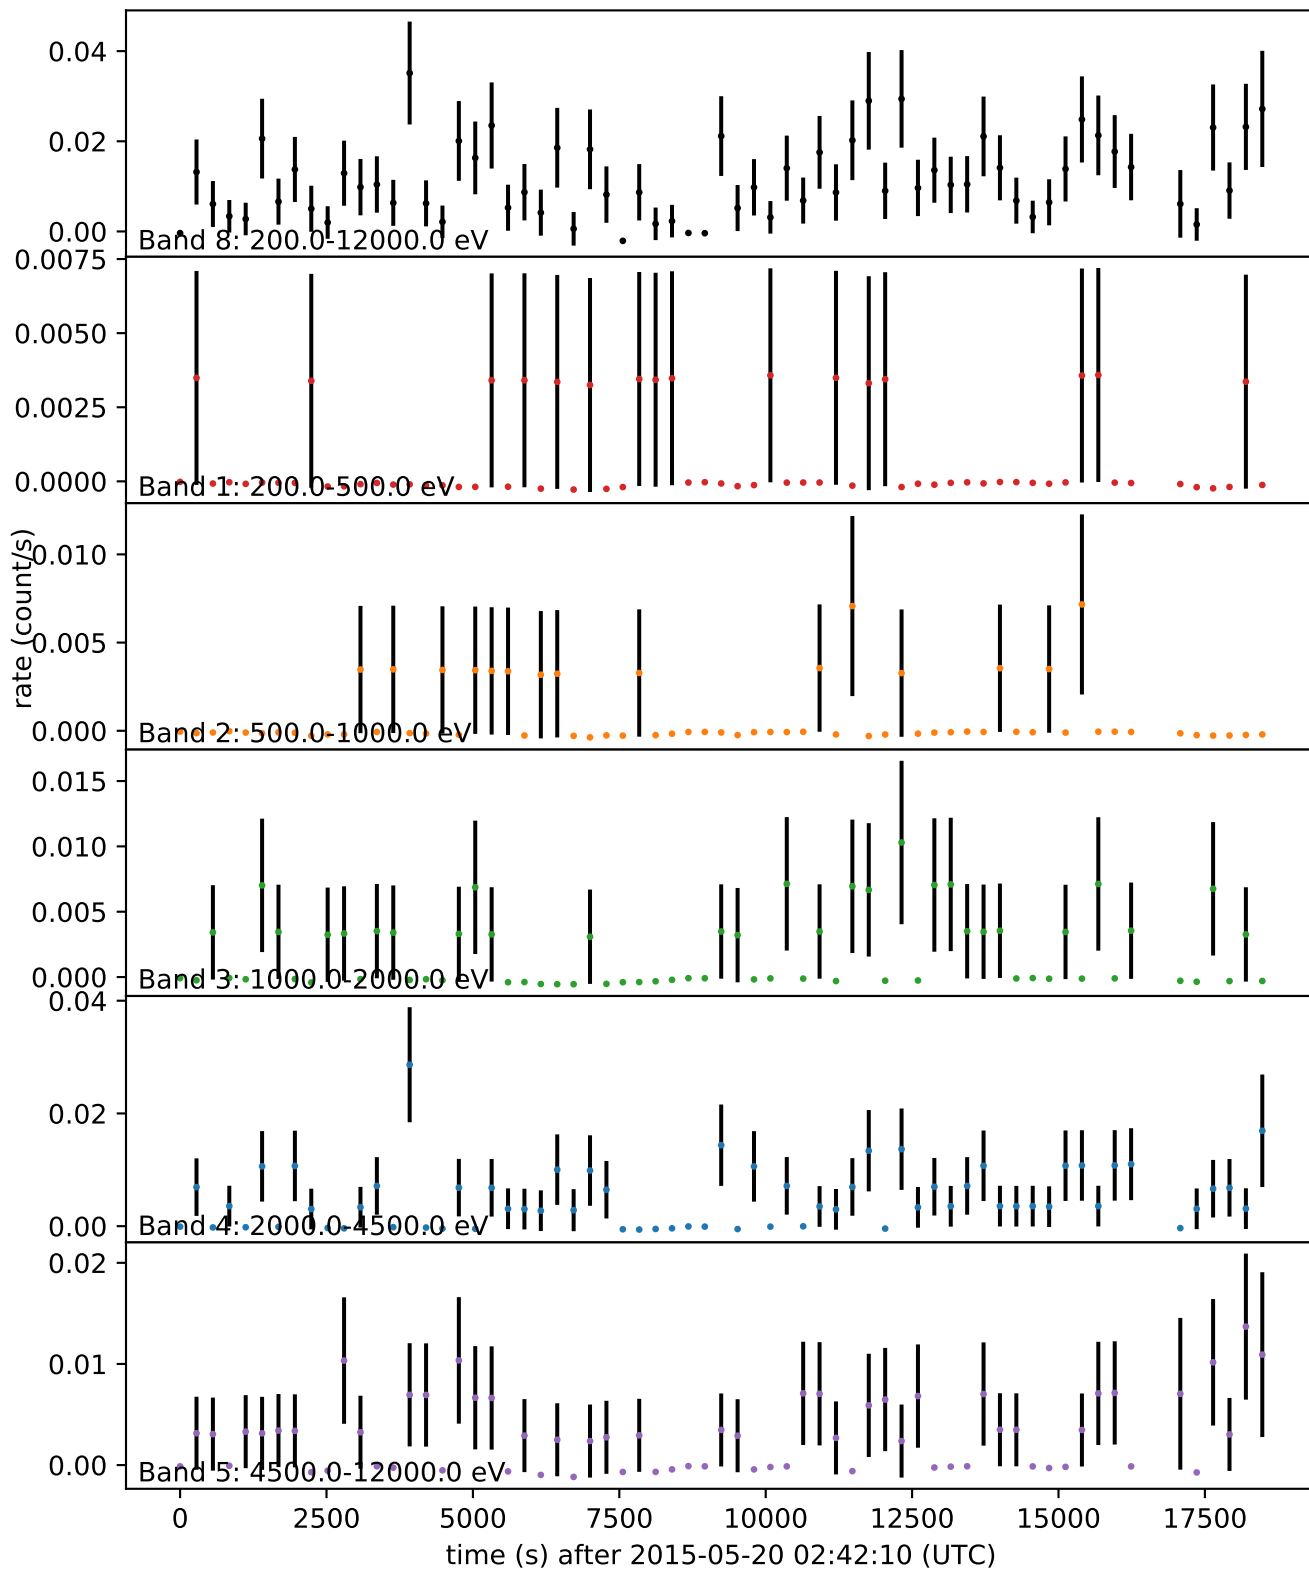 0.04
0.02
0.00
Band 8: 200.0-12000.0 eV
0.0075
0.0050
0.0025
0.0000
Band 1: 200.0-500.0 eV
rate (count/s)
0.010
0.005
0.000
Band 2: 500.0-1000.0 eV
0.015
0.010
0.005
0.000
Band 3: 1000.0-2000.0 eV
0.04
0.02
0.00
Band 4: 2000.0-4500.0 eV
0.02
0.01
0.00
Band 5: 4500.0-12000.0 eV
0 2500 5000 7500 10000 12500 15000 17500
time (s) after 2015-05-20 02:42:10 (UTC)